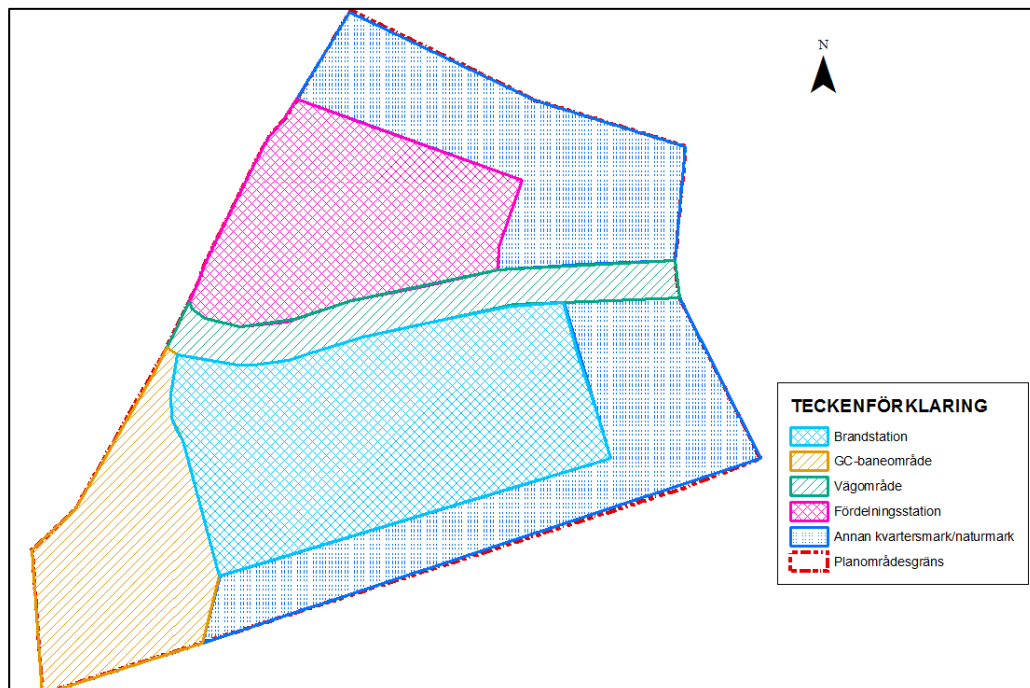 N
TECKENFÖRKLARING
Brandstation
GC-baneområde
Vägområde
Fördelningsstation
Annan kvartersmark/naturmark
Planområdesgräns